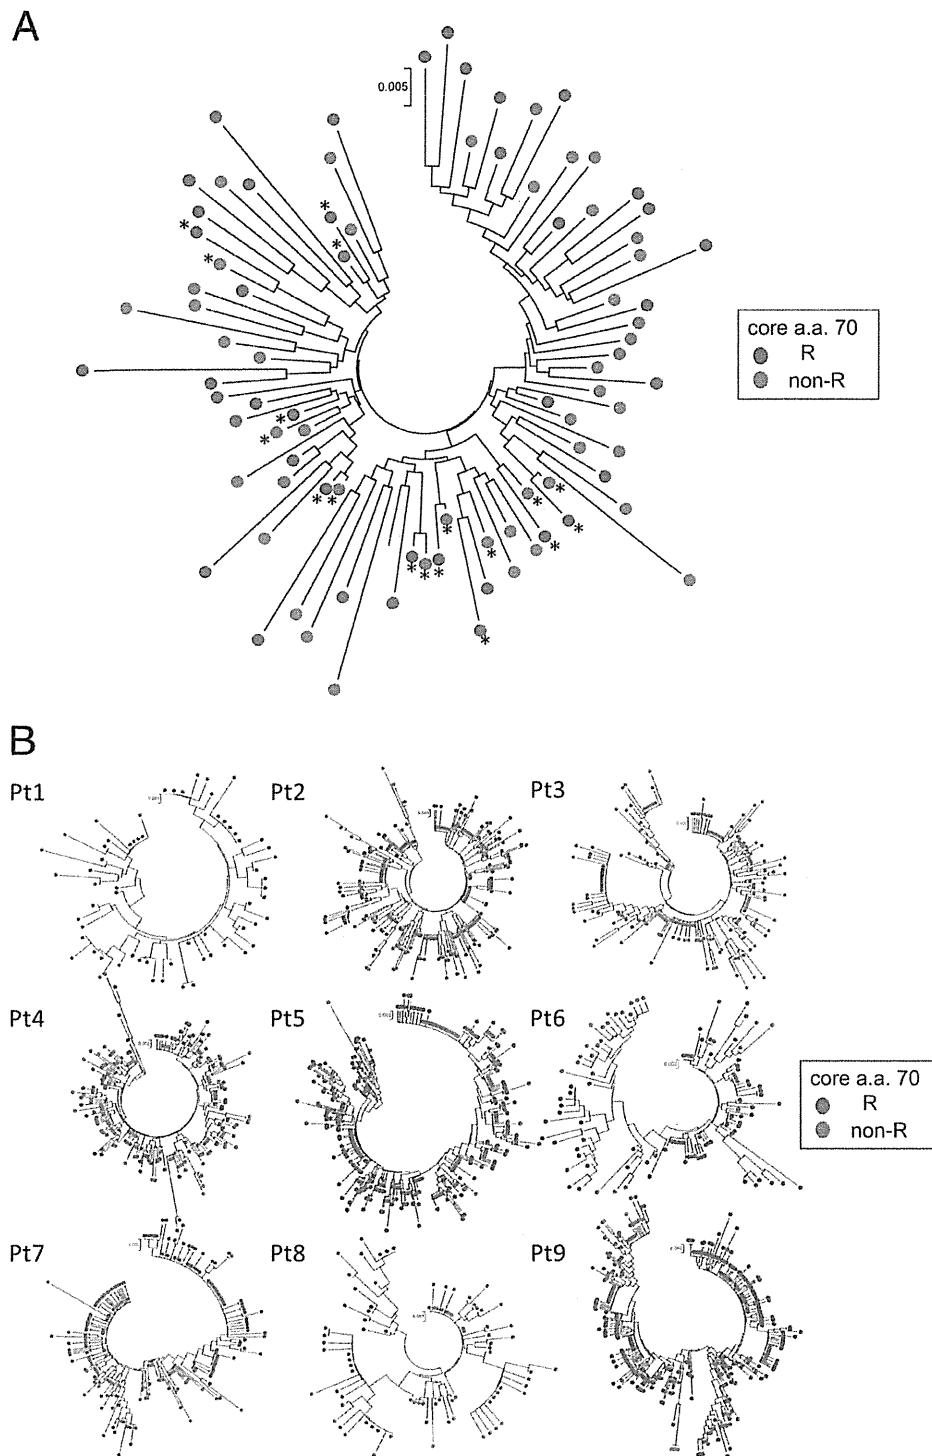 A
0.005
core a.a. 70
R
non-R
B
Pt1
Pt2
Pt3
Pt4
Pt5
Pt6
core a.a. 70
R
non-R
Pt7
Pt8
Pt9